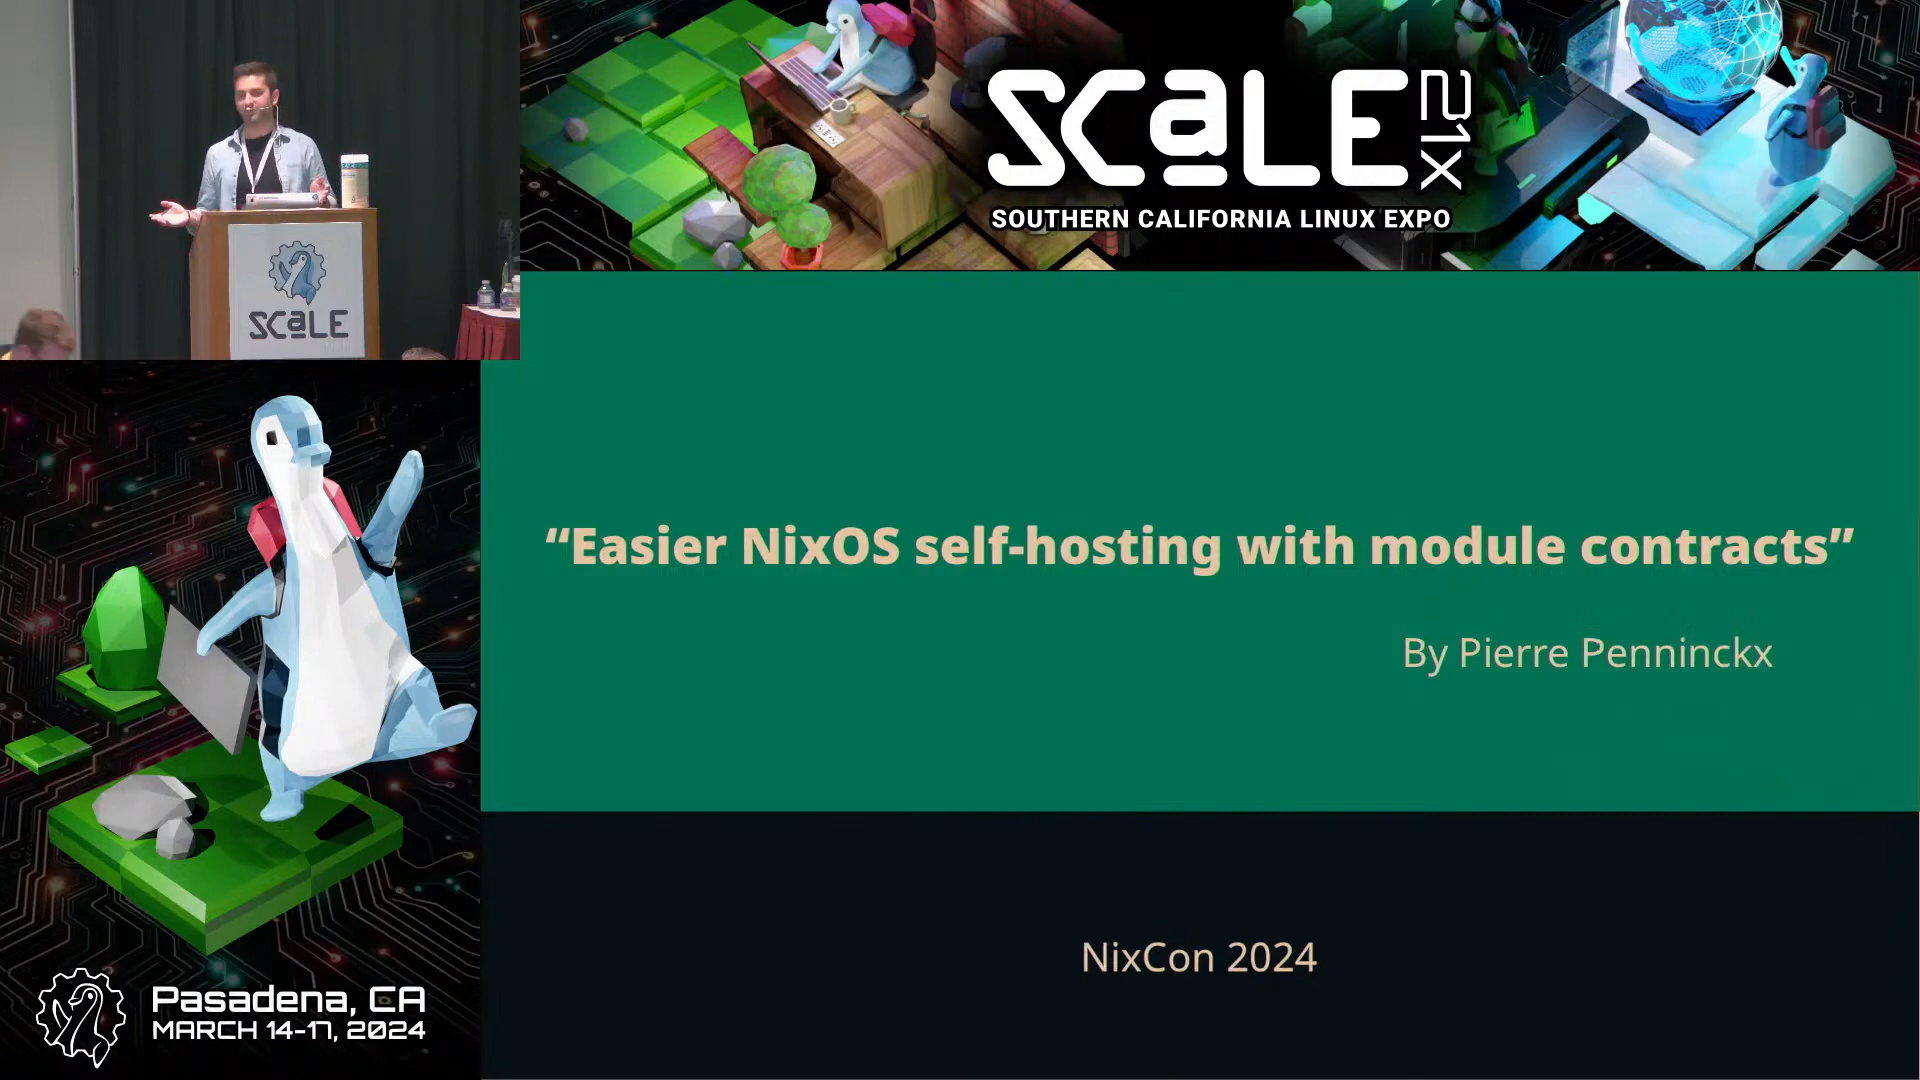 SCaLE 21X
SOUTHERN CALIFORNIA LINUX EXPO
SCaLE
“Easier NixOS self-hosting with module contracts”
By Pierre Penninckx
NixCon 2024
Pasadena, CA
MARCH 14-17, 2024